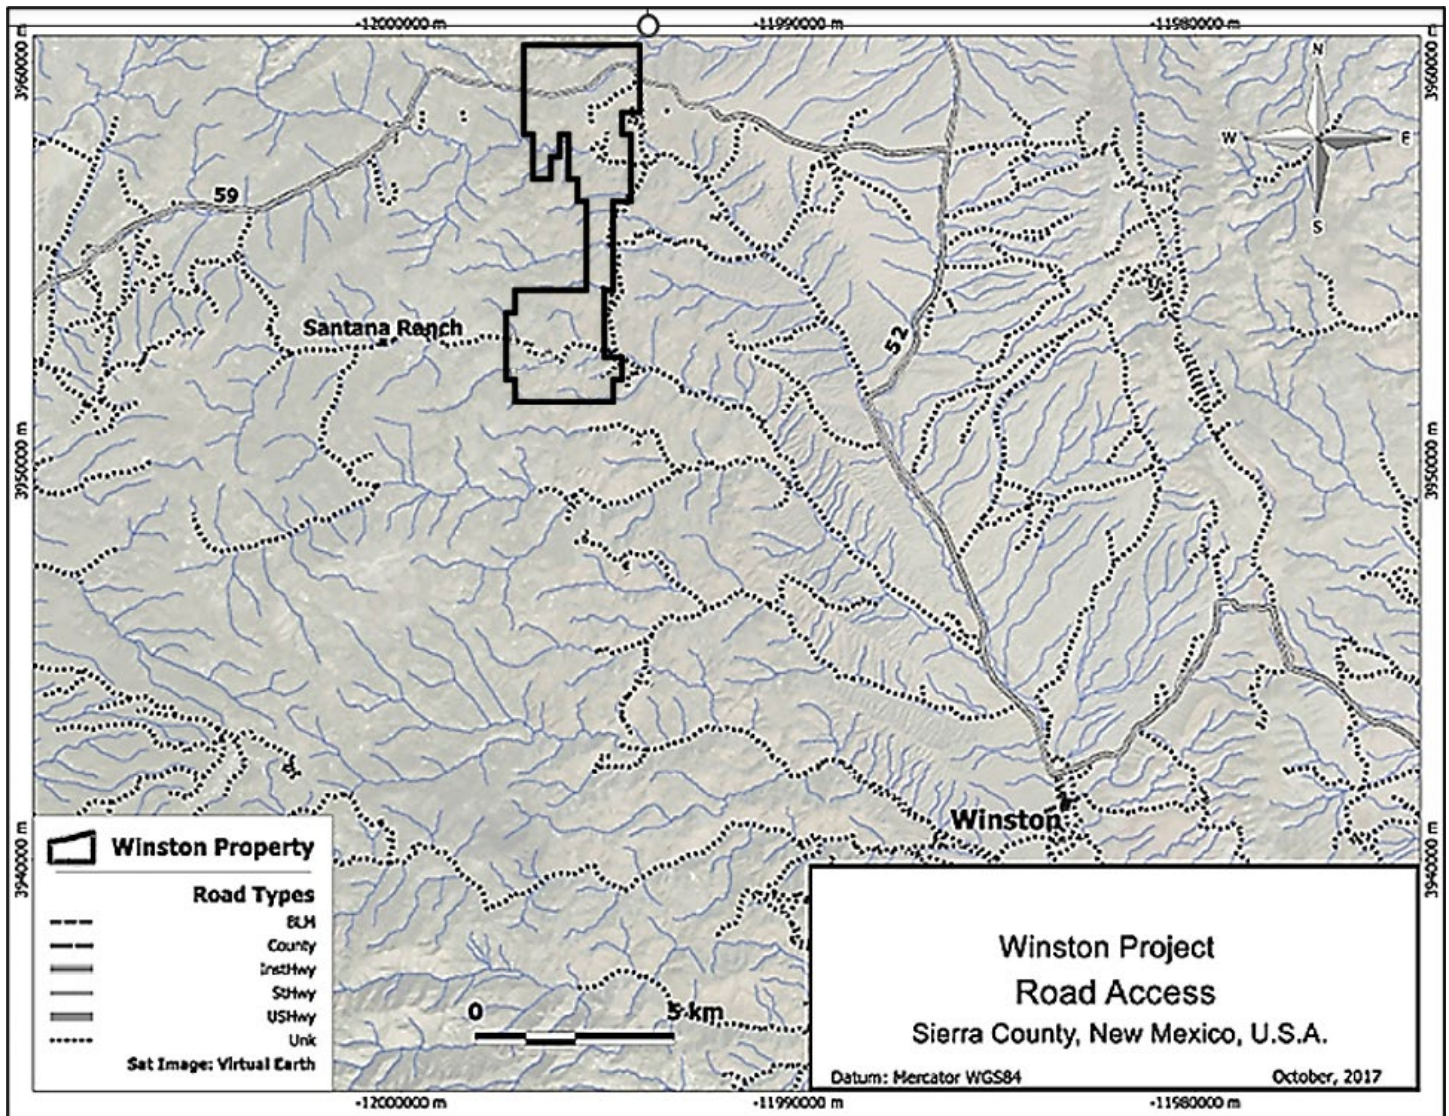 -12000000 m
-11990000 m
-11980000 m
3960000 m
3960000 m
N
W
E
S
59
52
Santana Ranch
3950000 m
3950000 m
Winston
3940000 m
3940000 m
Winston Property
Road Types
BLM
County
InstHwy
StHwy
USHwy
Unk
Sat Image: Virtual Earth
0
5 km
Winston Project
Road Access
Sierra County, New Mexico, U.S.A.
Datum: Mercator WGS84
October, 2017
-12000000 m
-11990000 m
-11980000 m